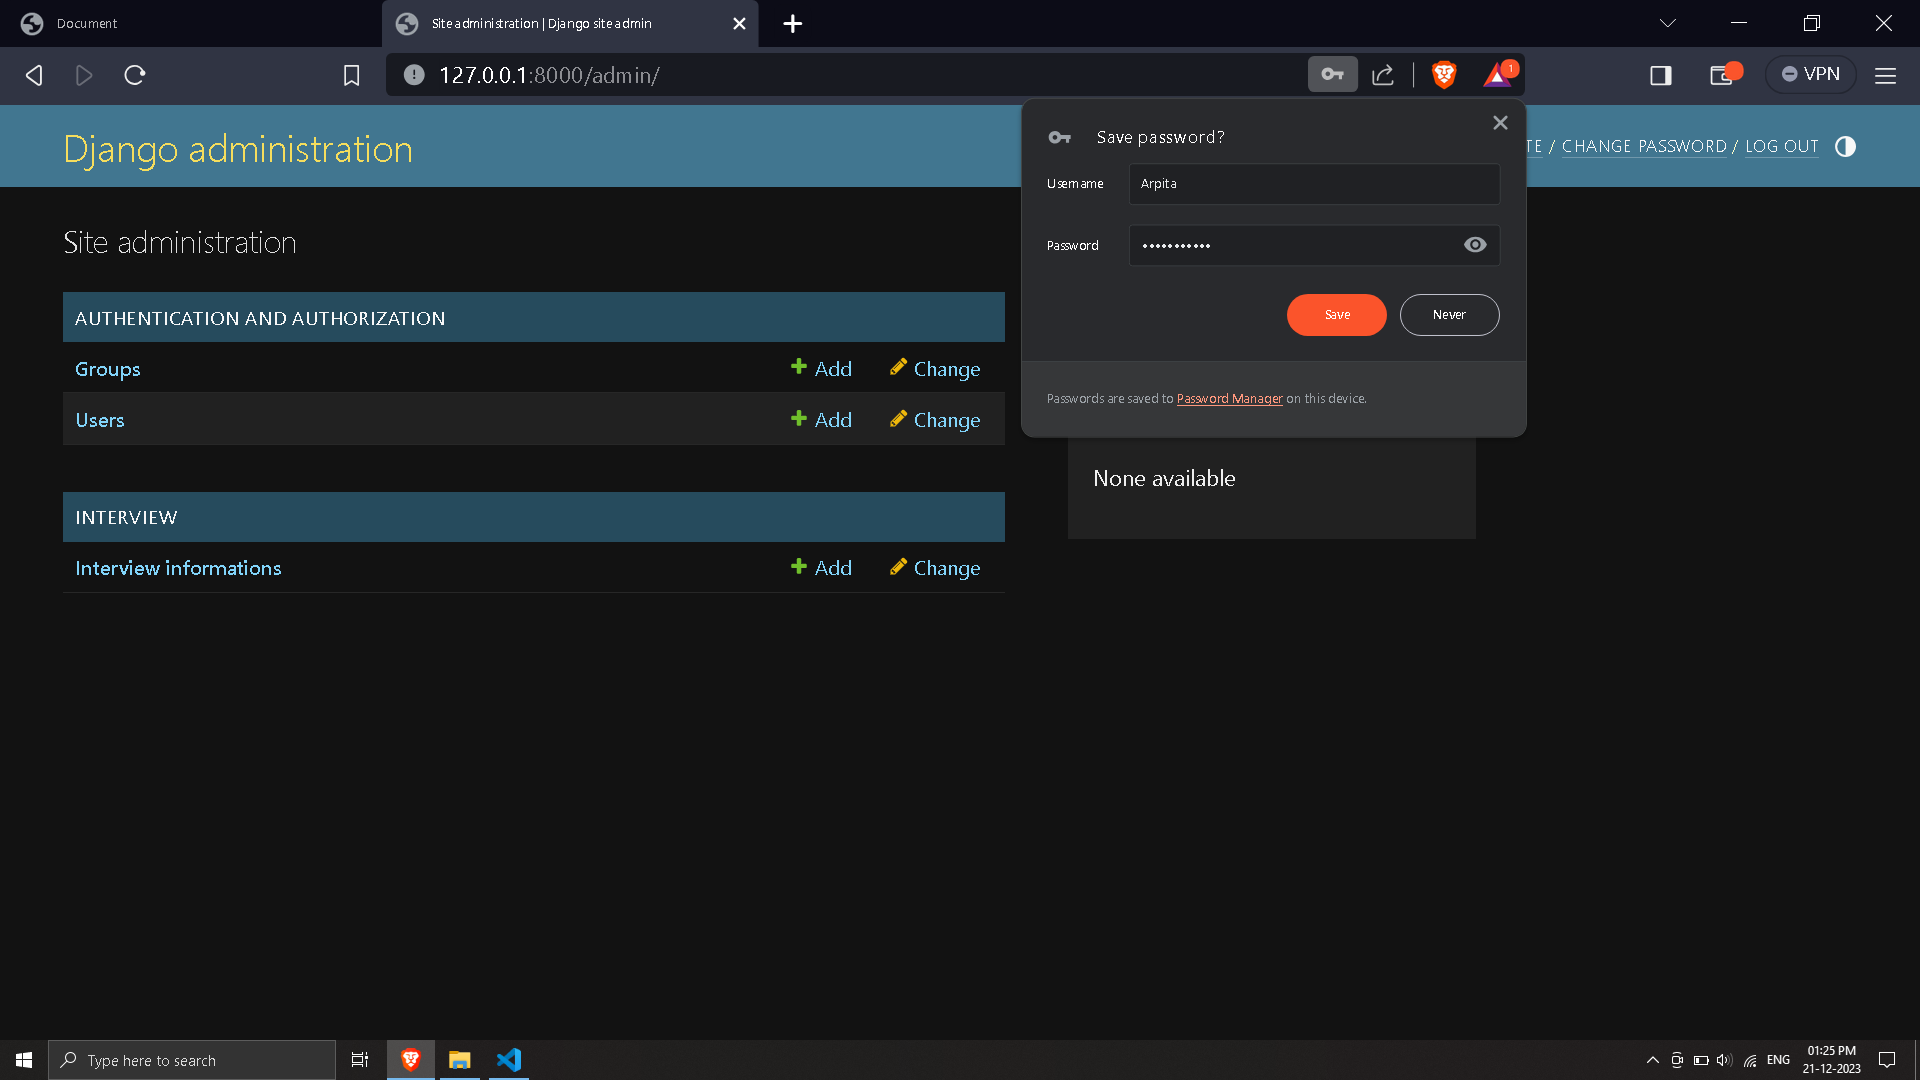 Document
Site administration | Django site admin
127.0.0.1:8000/admin/
1
VPN
Django administration
/ CHANGE PASSWORD / LOG OUT
Save password?
Username
Arpita
Password
•••••••••••
Save
Never
Passwords are saved to Password Manager on this device.
Site administration
AUTHENTICATION AND AUTHORIZATION
Groups Add Change
Users Add Change
INTERVIEW
Interview informations Add Change
None available
Type here to search
ENG
01:25 PM
21-12-2023